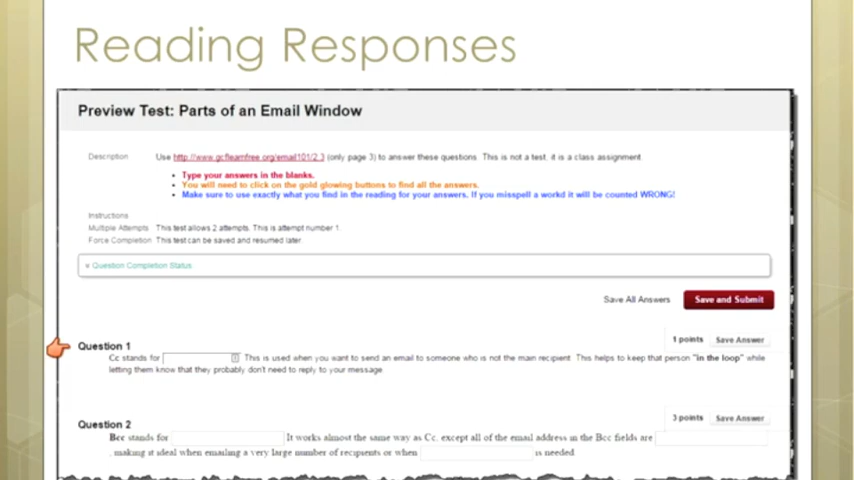 Reading Responses
Preview Test: Parts of an Email Window
Description Use http://www.gcflearnfree.org/email101/2.3 (only page 3) to answer these questions. This is not a test, it is a class assignment.
Type your answers in the blanks.
You will need to click on the gold glowing buttons to find all the answers.
Make sure to use exactly what you find in the reading for your answers. If you misspell a workd it will be counted WRONG!
Instructions
Multiple Attempts This test allows 2 attempts. This is attempt number 1.
Force Completion This test can be saved and resumed later.
Question Completion Status
Save All Answers Save and Submit
1 points Save Answer
Question 1
Cc stands for This is used when you want to send an email to someone who is not the main recipient. This helps to keep that person "in the loop" while
letting them know that they probably don't need to reply to your message.
3 points Save Answer
Question 2
Bcc stands for It works almost the same way as Cc, except all of the email address in the Bcc fields are
, making it ideal when emailing a very large number of recipients or when is needed.